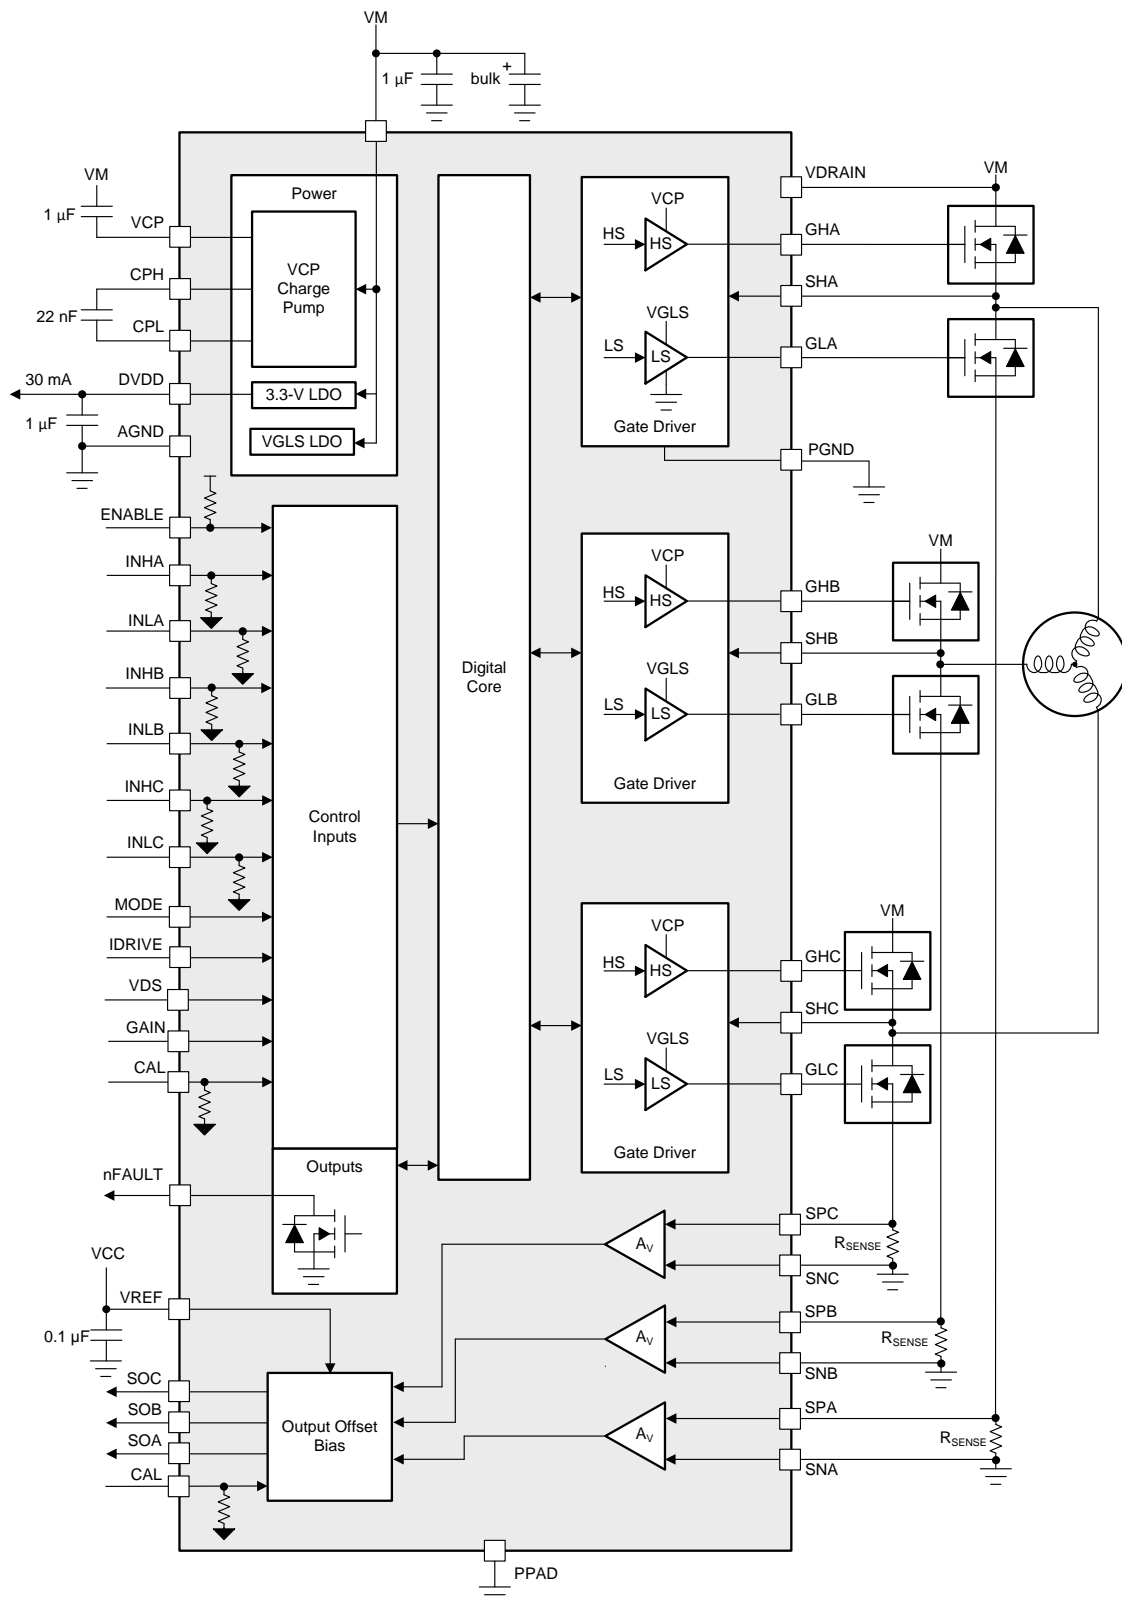 VM
1 µF
bulk
+
VM
1 µF
VCP
CPH
22 nF
CPL
30 mA
DVDD
1 µF
AGND
Power
VCP
Charge
Pump
3.3-V LDO
VGLS LDO
ENABLE
INHA
INLA
INHB
INLB
INHC
INLC
MODE
IDRIVE
VDS
GAIN
CAL
Control
Inputs
nFAULT
Outputs
VCC
VREF
0.1 µF
SOC
SOB
SOA
CAL
Output Offset
Bias
Digital
Core
VCP
HS
HS
VGLS
LS
LS
Gate Driver
VCP
HS
HS
VGLS
LS
LS
Gate Driver
VCP
HS
HS
VGLS
LS
LS
Gate Driver
AV
AV
AV
VDRAIN
VM
GHA
SHA
GLA
PGND
VM
GHB
SHB
GLB
VM
GHC
SHC
GLC
SPC
RSENSE
SNC
SPB
RSENSE
SNB
SPA
RSENSE
SNA
PPAD